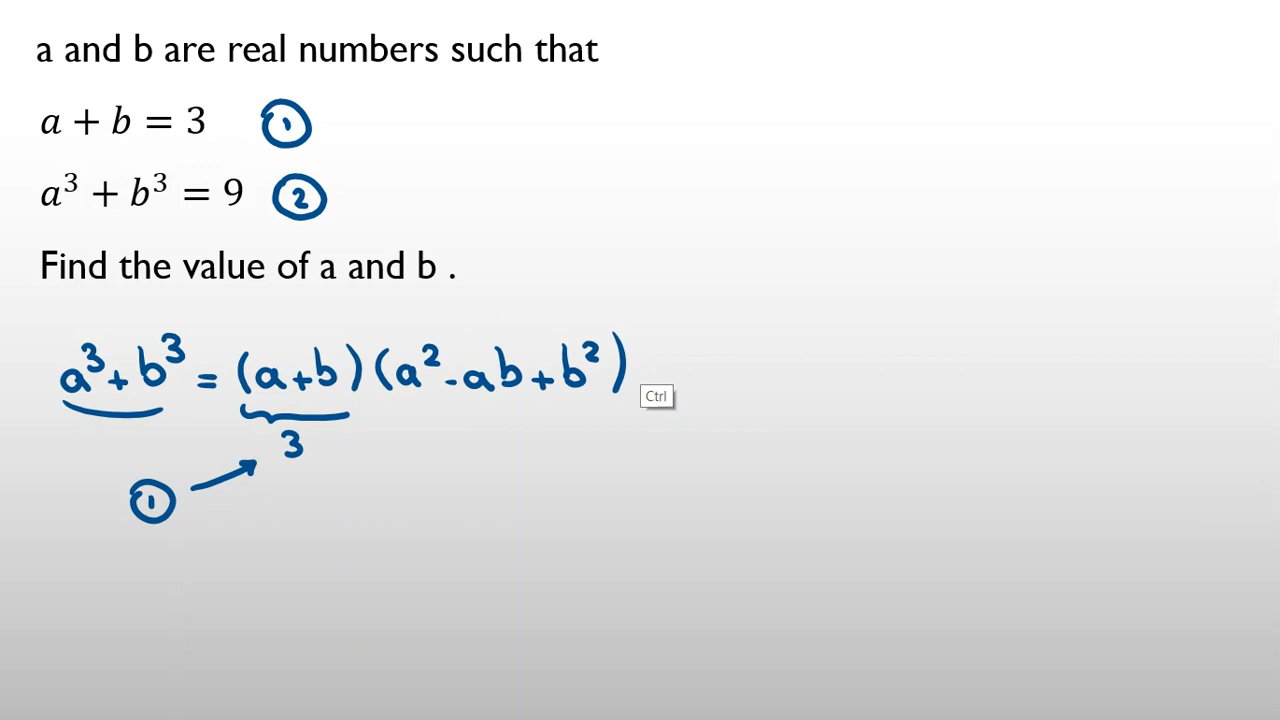 a and b are real numbers such that
a + b = 3 ①
a³ + b³ = 9 ②
Find the value of a and b .
a³+b³ = (a+b)(a²-ab+b²)
Ctrl
3
①